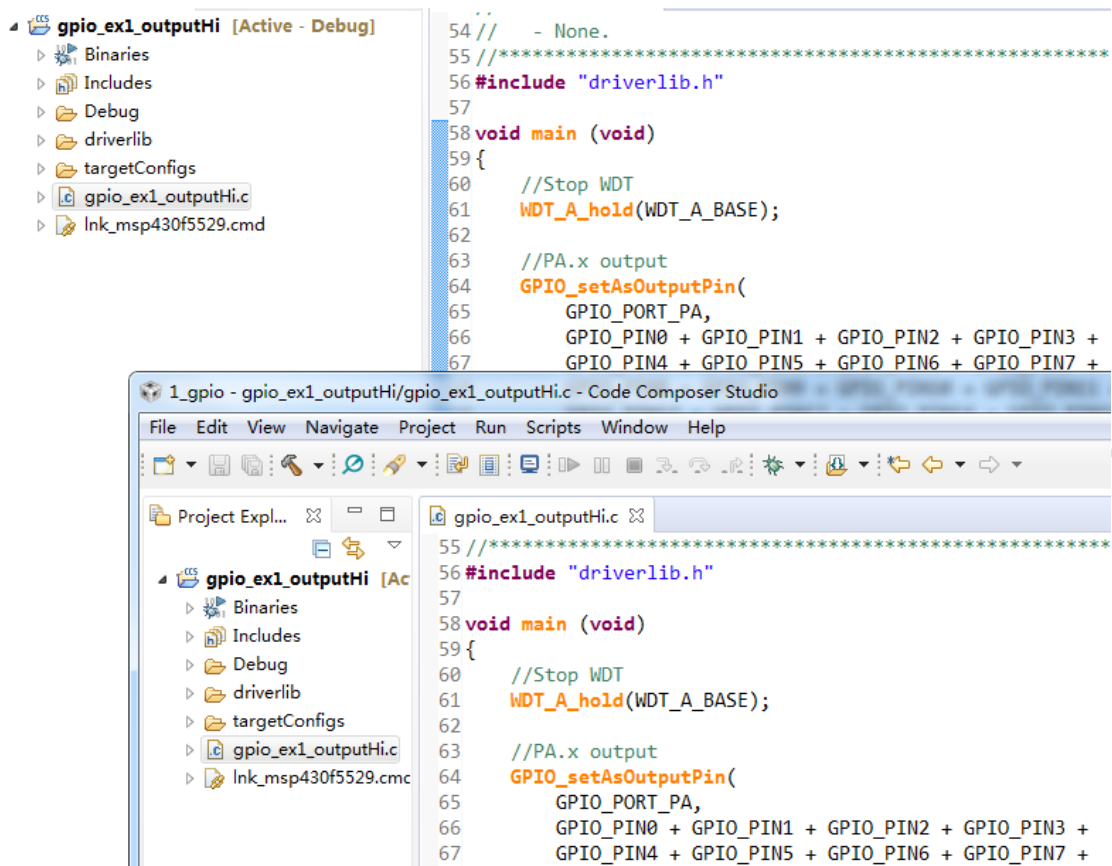 gpio_ex1_outputHi [Active - Debug]
Binaries
Includes
Debug
driverlib
targetConfigs
gpio_ex1_outputHi.c
lnk_msp430f5529.cmd
54 //   - None.
55 //******************************************************
56 #include "driverlib.h"
57
58 void main (void)
59 {
60     //Stop WDT
61     WDT_A_hold(WDT_A_BASE);
62
63     //PA.x output
64     GPIO_setAsOutputPin(
65         GPIO_PORT_PA,
66         GPIO_PIN0 + GPIO_PIN1 + GPIO_PIN2 + GPIO_PIN3 +
67         GPIO_PIN4 + GPIO_PIN5 + GPIO_PIN6 + GPIO_PIN7 +
1_gpio - gpio_ex1_outputHi/gpio_ex1_outputHi.c - Code Composer Studio
File Edit View Navigate Project Run Scripts Window Help
Project Expl...
gpio_ex1_outputHi [Ac
Binaries
Includes
Debug
driverlib
targetConfigs
gpio_ex1_outputHi.c
lnk_msp430f5529.cmc
gpio_ex1_outputHi.c
55 //*******************************************************
56 #include "driverlib.h"
57
58 void main (void)
59 {
60     //Stop WDT
61     WDT_A_hold(WDT_A_BASE);
62
63     //PA.x output
64     GPIO_setAsOutputPin(
65         GPIO_PORT_PA,
66         GPIO_PIN0 + GPIO_PIN1 + GPIO_PIN2 + GPIO_PIN3 +
67         GPIO_PIN4 + GPIO_PIN5 + GPIO_PIN6 + GPIO_PIN7 +